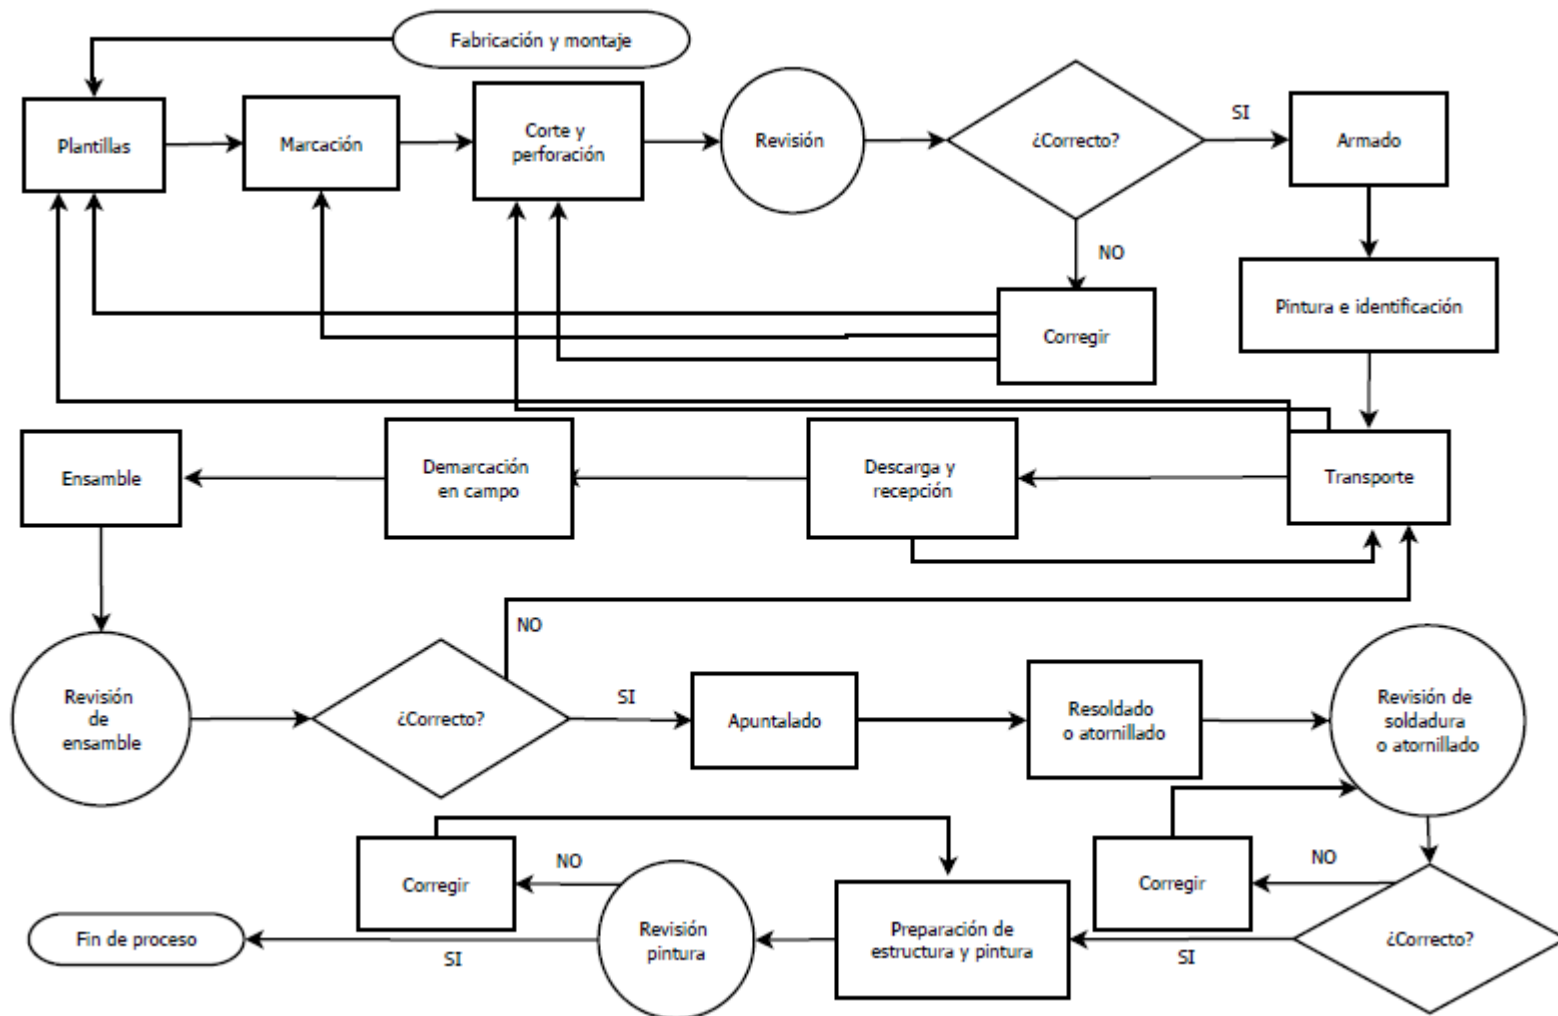 Fabricación y montaje
Plantillas
Marcación
Corte y
perforación
Revisión
¿Correcto?
SI
Armado
NO
Pintura e identificación
Corregir
Ensamble
Demarcación
en campo
Descarga y
recepción
Transporte
NO
Revisión
de
ensamble
¿Correcto?
SI
Apuntalado
Resoldado
o atornillado
Revisión de
soldadura
o atornillado
Corregir
NO
Corregir
NO
Fin de proceso
SI
Revisión
pintura
Preparación de
estructura y pintura
SI
¿Correcto?